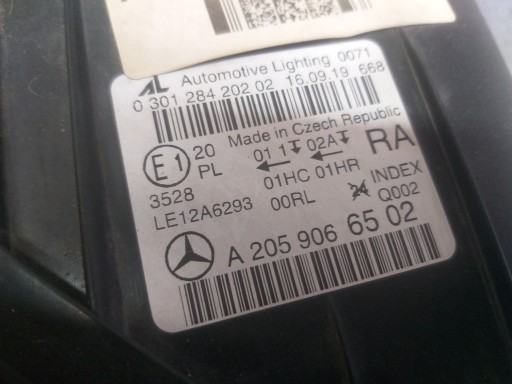 AL Automotive Lighting 0071
0 301 284 202 02 16.09.19 668
Made in Czech Republic
E1 20 01 1 02A RA
PL
3528 01HC 01HR INDEX
LE12A6293 00RL Q002
A 205 906 65 02